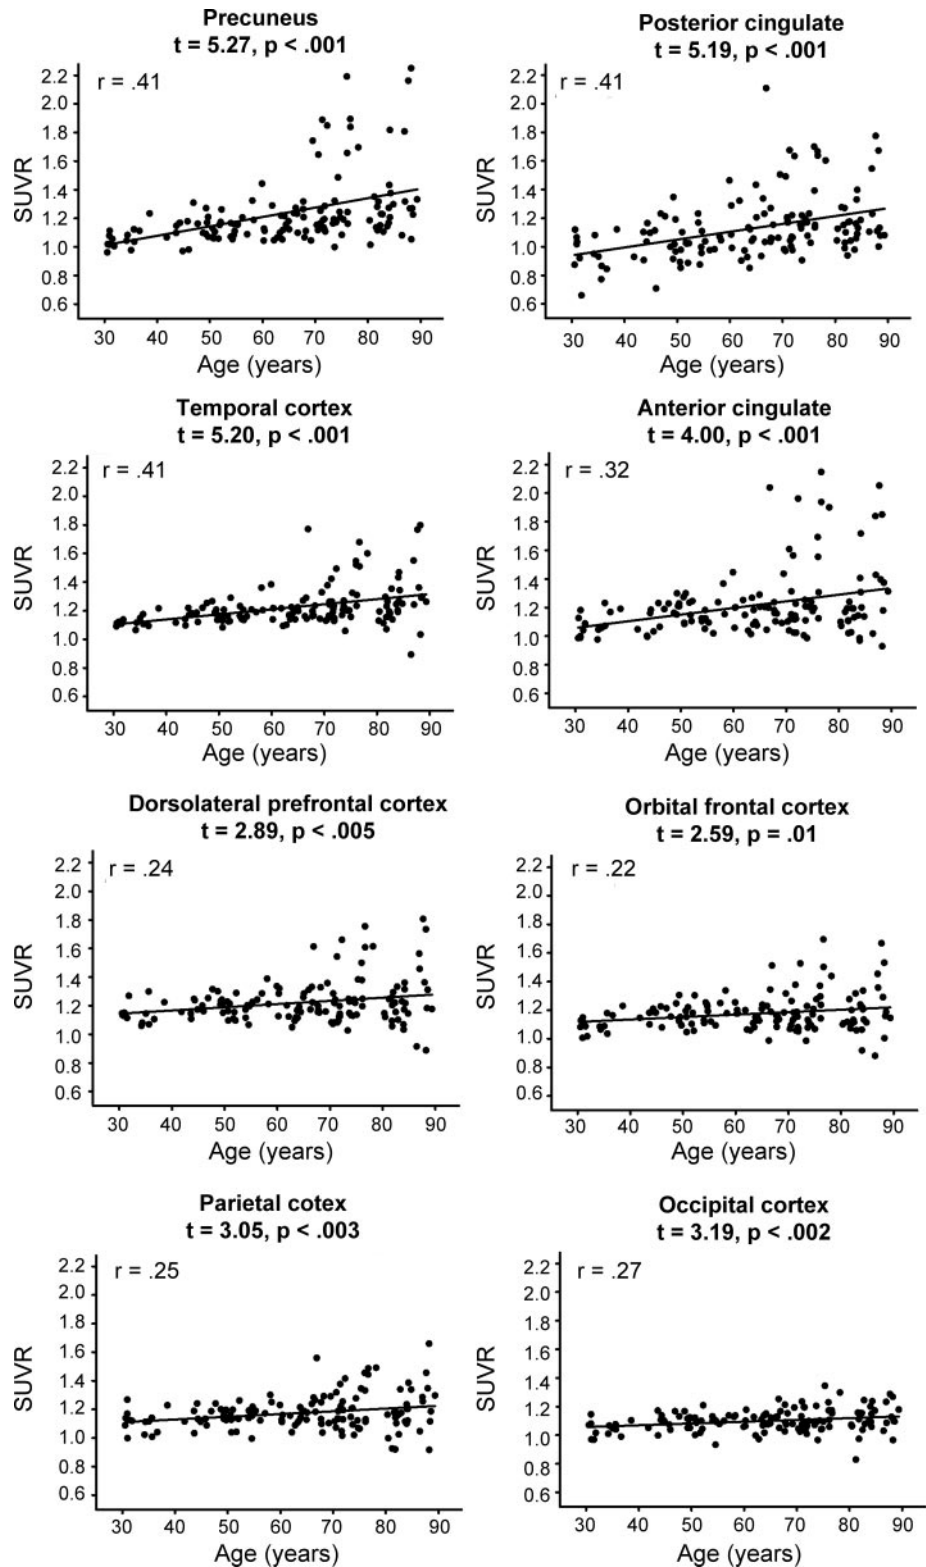 Precuneus
t = 5.27, p < .001
r = .41
2.2
2.0
1.8
1.6
1.4
1.2
1.0
0.8
0.6
SUVR
30 40 50 60 70 80 90
Age (years)
Posterior cingulate
t = 5.19, p < .001
r = .41
2.2
2.0
1.8
1.6
1.4
1.2
1.0
0.8
0.6
SUVR
30 40 50 60 70 80 90
Age (years)
Temporal cortex
t = 5.20, p < .001
r = .41
2.2
2.0
1.8
1.6
1.4
1.2
1.0
0.8
0.6
SUVR
30 40 50 60 70 80 90
Age (years)
Anterior cingulate
t = 4.00, p < .001
r = .32
2.2
2.0
1.8
1.6
1.4
1.2
1.0
0.8
0.6
SUVR
30 40 50 60 70 80 90
Age (years)
Dorsolateral prefrontal cortex
t = 2.89, p < .005
r = .24
2.2
2.0
1.8
1.6
1.4
1.2
1.0
0.8
0.6
SUVR
30 40 50 60 70 80 90
Age (years)
Orbital frontal cortex
t = 2.59, p = .01
r = .22
2.2
2.0
1.8
1.6
1.4
1.2
1.0
0.8
0.6
SUVR
30 40 50 60 70 80 90
Age (years)
Parietal cotex
t = 3.05, p < .003
r = .25
2.2
2.0
1.8
1.6
1.4
1.2
1.0
0.8
0.6
SUVR
30 40 50 60 70 80 90
Age (years)
Occipital cortex
t = 3.19, p < .002
r = .27
2.2
2.0
1.8
1.6
1.4
1.2
1.0
0.8
0.6
SUVR
30 40 50 60 70 80 90
Age (years)